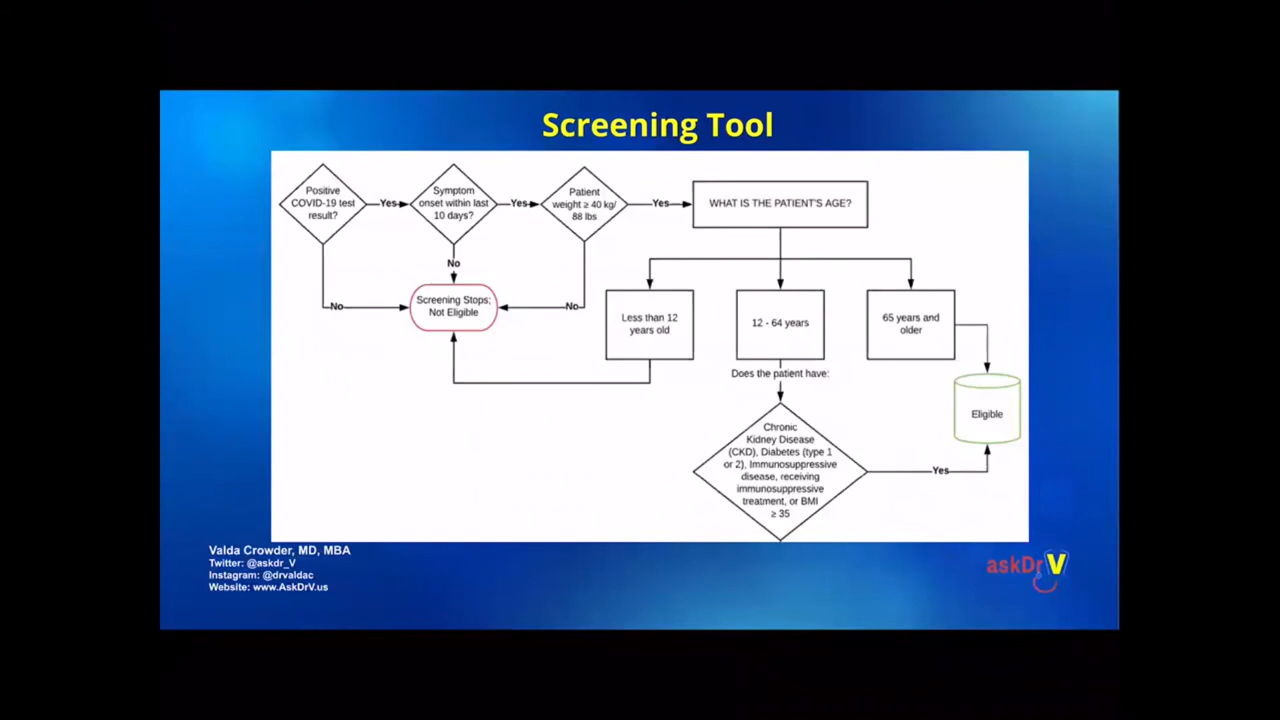 Screening Tool
Positive
COVID-19 test
result?
Yes
Symptom
onset within last
10 days?
Yes
Patient
weight ≥ 40 kg/
88 lbs
Yes
WHAT IS THE PATIENT'S AGE?
No
No
No
Screening Stops;
Not Eligible
Less than 12
years old
12 - 64 years
65 years and
older
Does the patient have:
Chronic
Kidney Disease
(CKD), Diabetes (type 1
or 2), Immunosuppressive
disease, receiving
immunosuppressive
treatment, or BMI
≥ 35
Yes
Eligible
Valda Crowder, MD, MBA
Twitter: @askdr_V
Instagram: @drvaldac
Website: www.AskDrV.us
askDrV